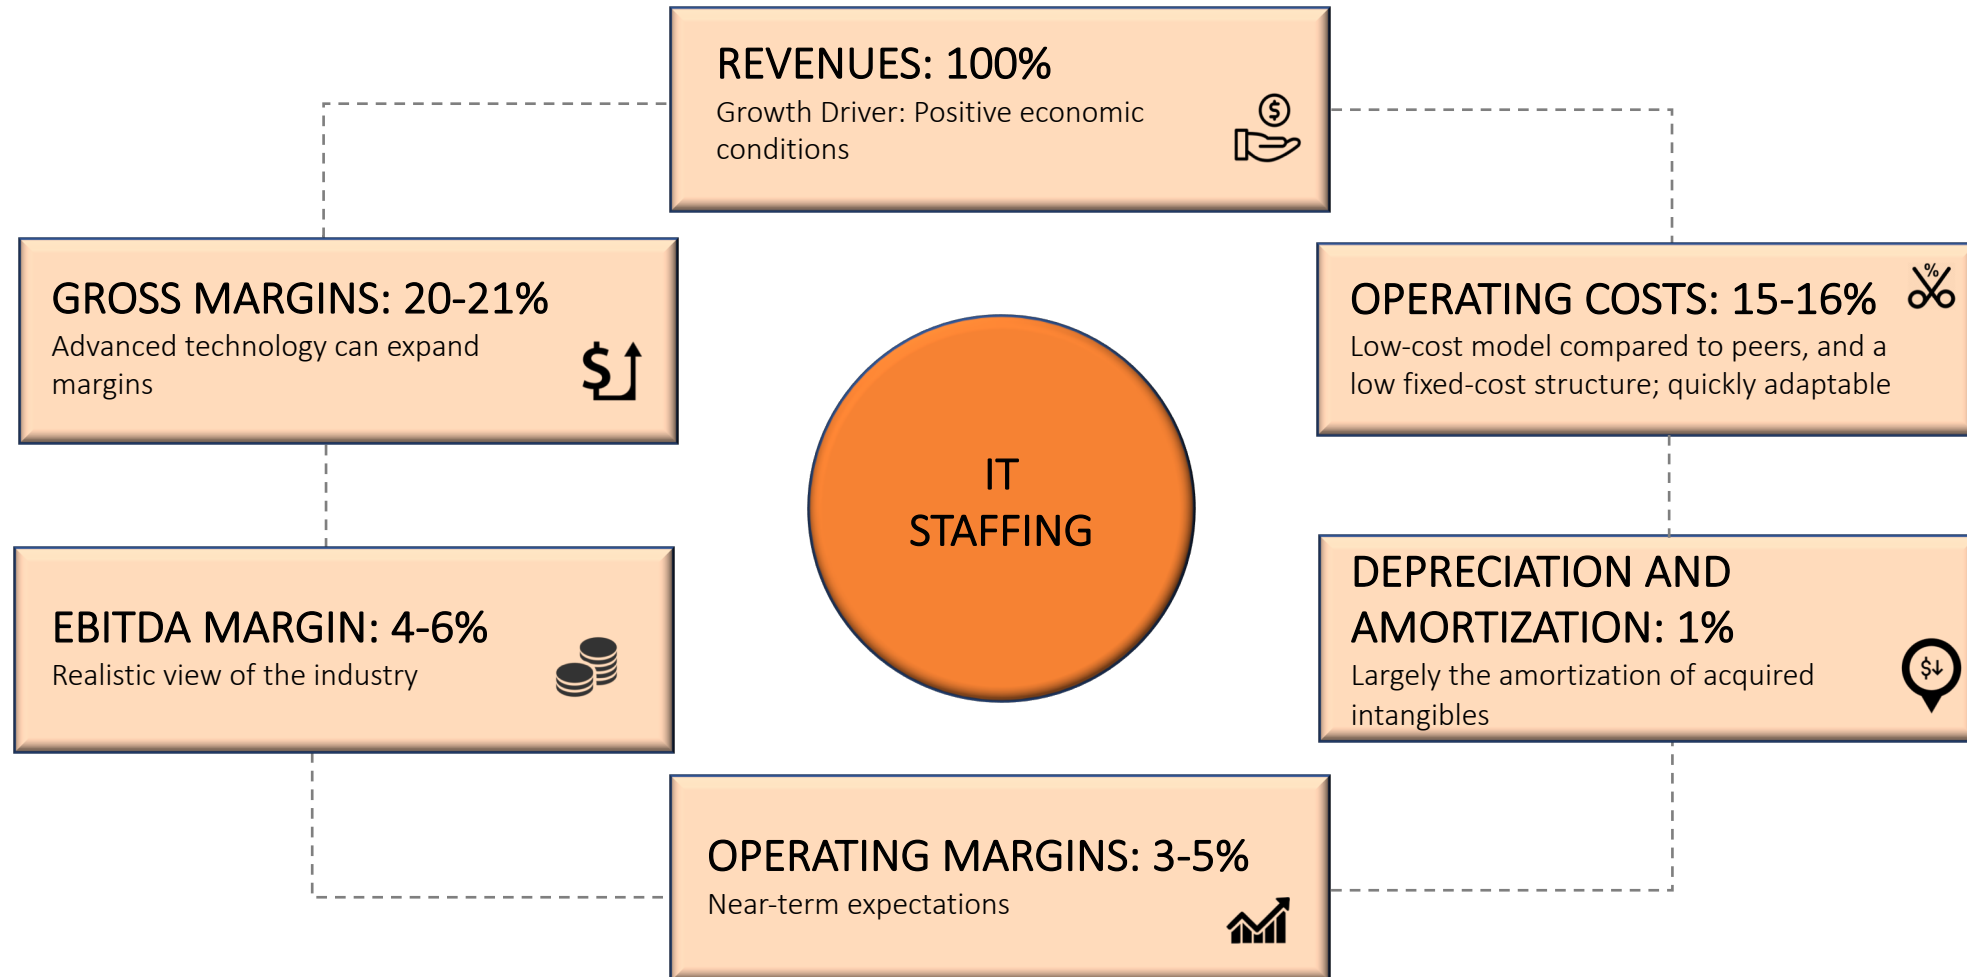 REVENUES: 100%
Growth Driver: Positive economic
conditions
$
GROSS MARGINS: 20-21%
Advanced technology can expand
margins
$
%
OPERATING COSTS: 15-16%
Low-cost model compared to peers, and a
low fixed-cost structure; quickly adaptable
IT
STAFFING
EBITDA MARGIN: 4-6%
Realistic view of the industry
DEPRECIATION AND
AMORTIZATION: 1%
Largely the amortization of acquired
intangibles
$
OPERATING MARGINS: 3-5%
Near-term expectations